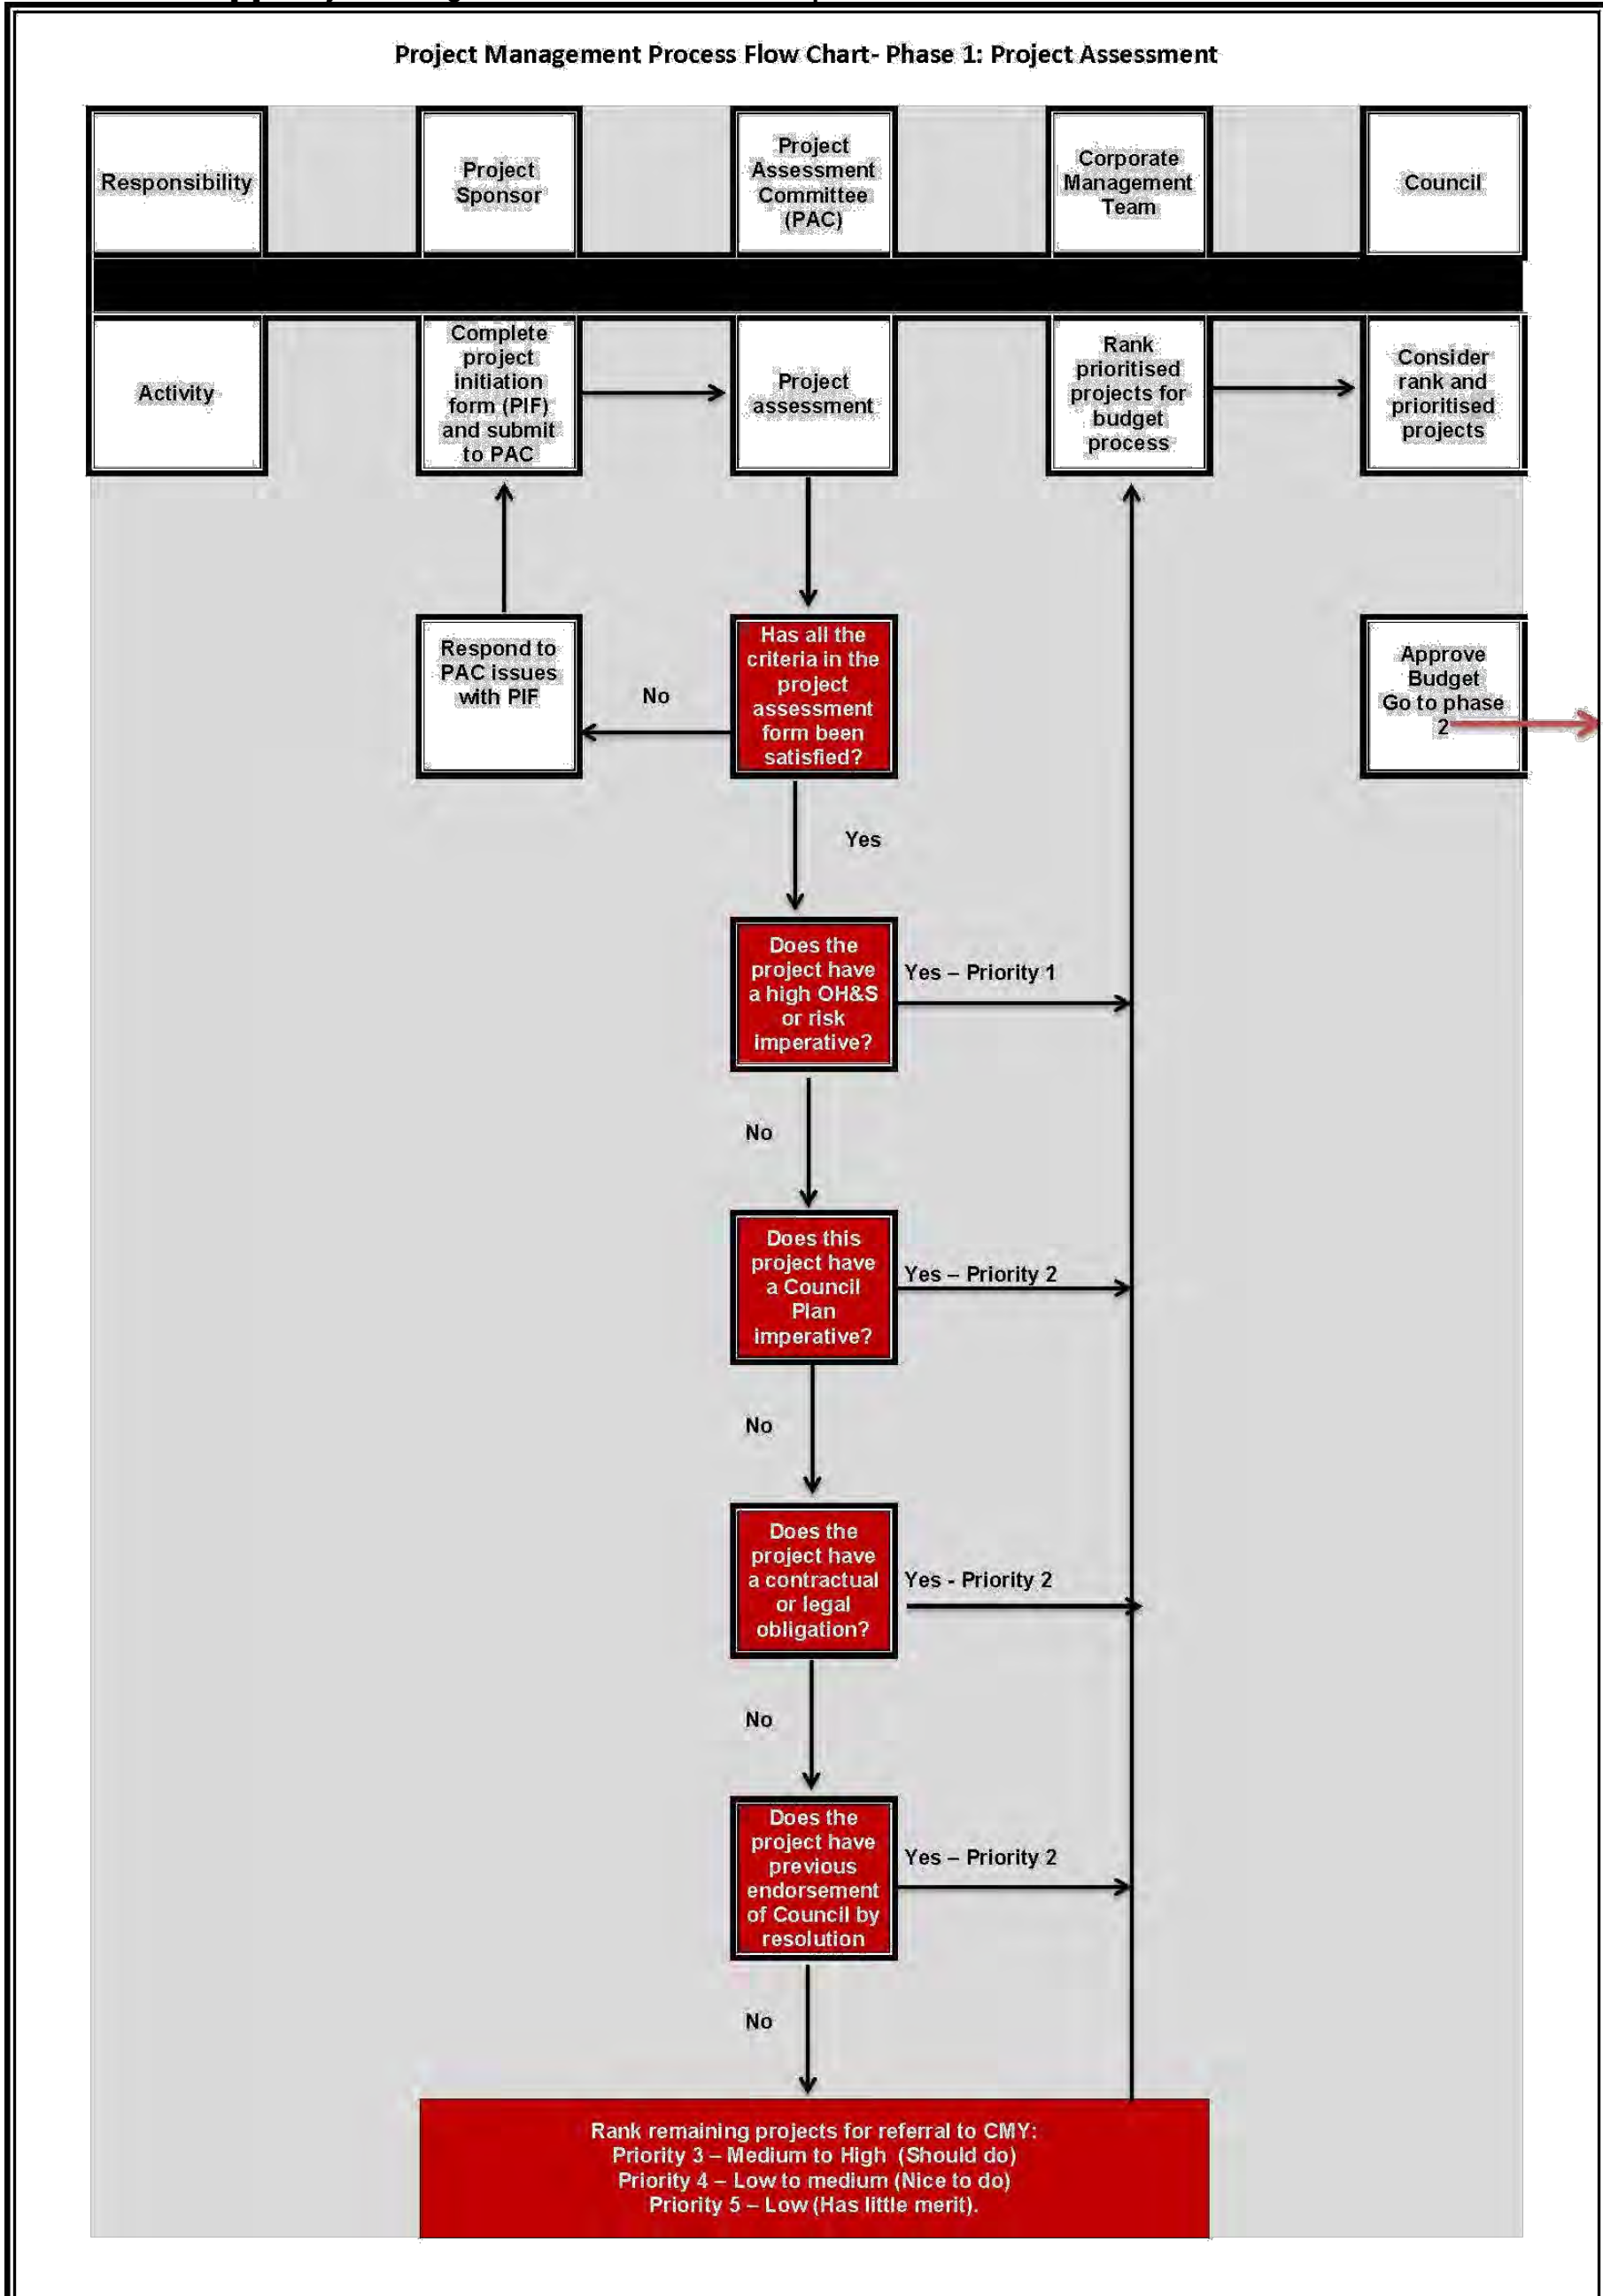 Project Management Process Flow Chart- Phase 1: Project Assessment
Responsibility
Project
Sponsor
Project
Assessment
Committee
(PAC)
Corporate
Management
Team
Council
Activity
Complete
project
initiation
form (PIF)
and submit
to PAC
Project
assessment
Rank
prioritised
projects for
budget
process
Consider
rank and
prioritised
projects
Respond to
PAC issues
with PIF
No
Has all the
criteria in the
project
assessment
form been
satisfied?
Approve
Budget
Go to phase
2
Yes
Does the
project have
a high OH&S
or risk
imperative?
Yes – Priority 1
No
Does this
project have
a Council
Plan
imperative?
Yes – Priority 2
No
Does the
project have
a contractual
or legal
obligation?
Yes - Priority 2
No
Does the
project have
previous
endorsement
of Council by
resolution
Yes – Priority 2
No
Rank remaining projects for referral to CMY:
Priority 3 – Medium to High (Should do)
Priority 4 – Low to medium (Nice to do)
Priority 5 – Low (Has little merit).